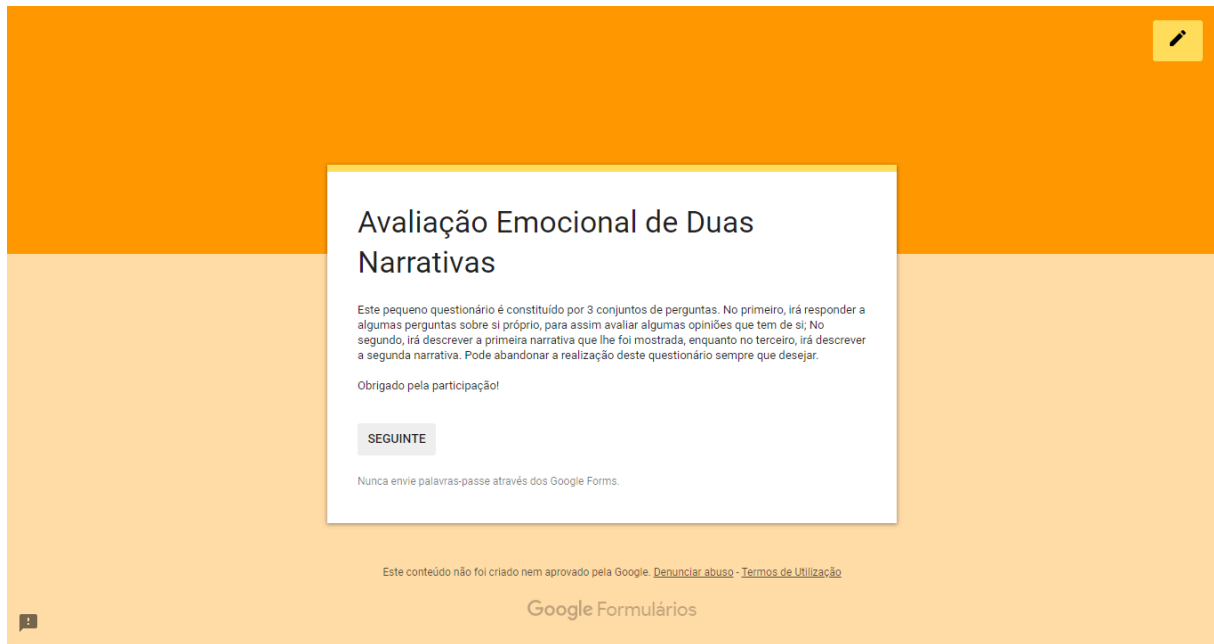 Avaliação Emocional de Duas
Narrativas
Este pequeno questionário é constituído por 3 conjuntos de perguntas. No primeiro, irá responder a
algumas perguntas sobre si próprio, para assim avaliar algumas opiniões que tem de si; No
segundo, irá descrever a primeira narrativa que lhe foi mostrada, enquanto no terceiro, irá descrever
a segunda narrativa. Pode abandonar a realização deste questionário sempre que desejar.
Obrigado pela participação!
SEGUINTE
Nunca envie palavras-passe através dos Google Forms.
Este conteúdo não foi criado nem aprovado pela Google. Denunciar abuso - Termos de Utilização
Google Formulários